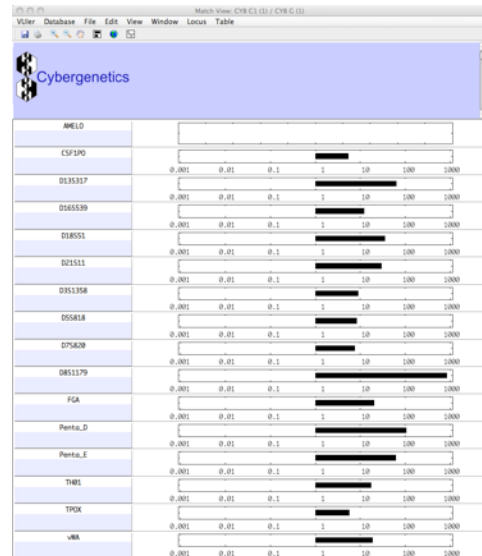 Match View: CYB C1 (1) / CYB G (1)
VUIer Database File Edit View Window Locus Table
Cybergenetics
AMELO
CSF1PO
0.001 0.01 0.1 1 10 100 1000
D13S317
0.001 0.01 0.1 1 10 100 1000
D16S539
0.001 0.01 0.1 1 10 100 1000
D18S51
0.001 0.01 0.1 1 10 100 1000
D21S11
0.001 0.01 0.1 1 10 100 1000
D3S1358
0.001 0.01 0.1 1 10 100 1000
D5S818
0.001 0.01 0.1 1 10 100 1000
D7S820
0.001 0.01 0.1 1 10 100 1000
D8S1179
0.001 0.01 0.1 1 10 100 1000
FGA
0.001 0.01 0.1 1 10 100 1000
Penta_D
0.001 0.01 0.1 1 10 100 1000
Penta_E
0.001 0.01 0.1 1 10 100 1000
TH01
0.001 0.01 0.1 1 10 100 1000
TPOX
0.001 0.01 0.1 1 10 100 1000
vWA
0.001 0.01 0.1 1 10 100 1000